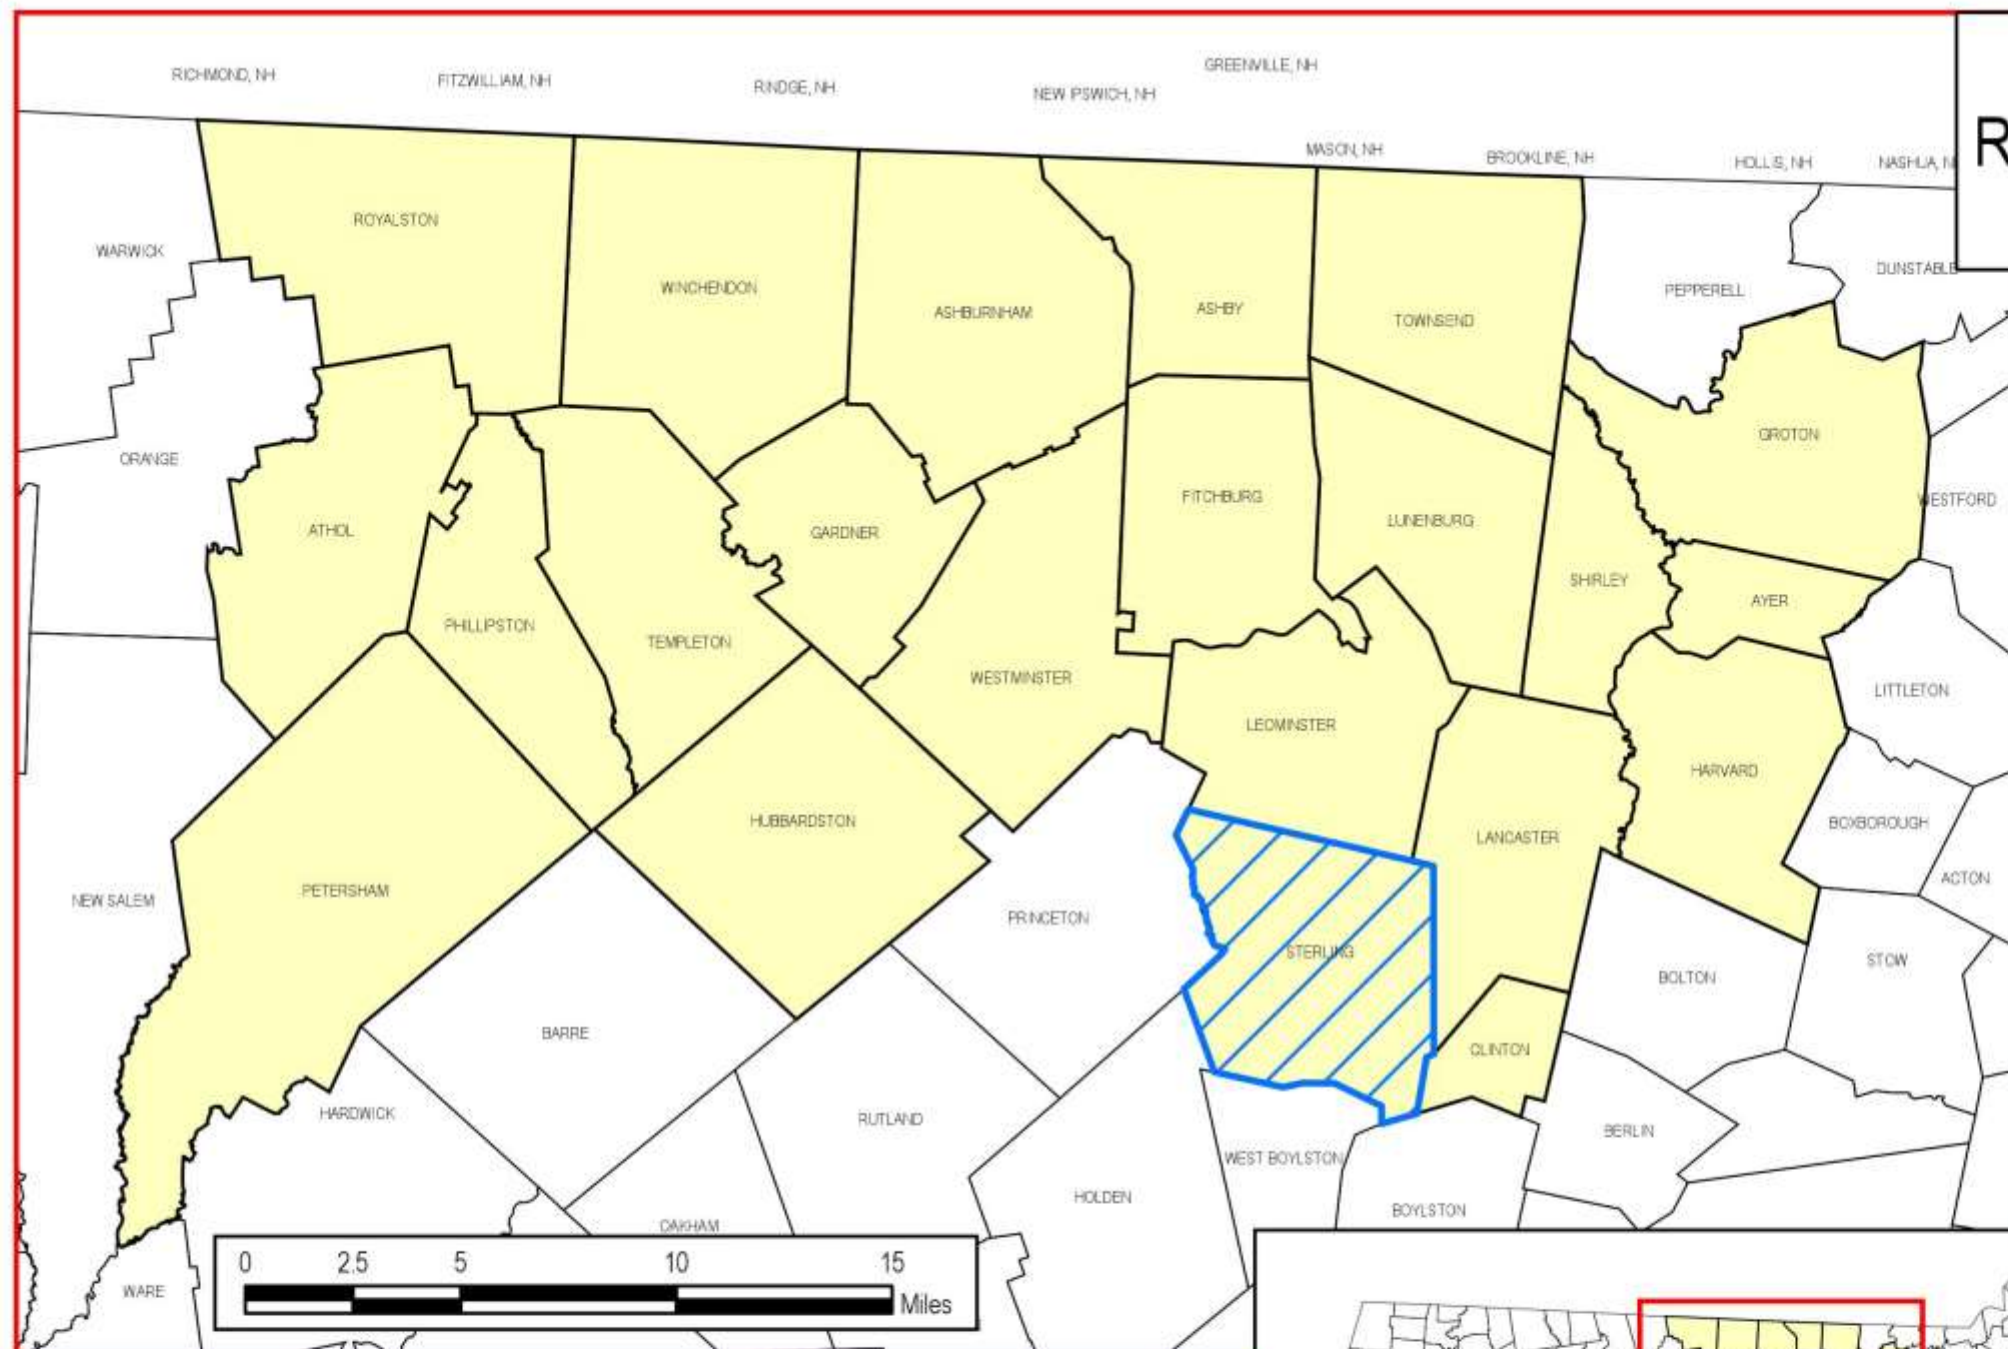 RICHMOND, NH
FITZWILLIAM, NH
RINDGE, NH
NEW IPSWICH, NH
GREENVILLE, NH
MASON, NH
BROOKLINE, NH
HOLLIS, NH
NASHUA, N
R
ROYALSTON
WARWICK
WINCHENDON
ASHBURNHAM
ASHBY
TOWNSEND
PEPPERELL
DUNSTABLE
ORANGE
ATHOL
GARDNER
FITCHBURG
LUNENBURG
GROTON
WESTFORD
PHILLIPSTON
TEMPLETON
WESTMINSTER
SHIRLEY
AYER
LEOMINSTER
LITTLETON
HARVARD
HUBBARDSTON
LANCASTER
BOXBOROUGH
ACTON
NEW SALEM
PETERSHAM
PRINCETON
STERLING
BOLTON
STOW
BARRE
CLINTON
HARDWICK
RUTLAND
WEST BOYLSTON
BERLIN
HOLDEN
BOYLSTON
OAKHAM
WARE
0 2.5 5 10 15
Miles